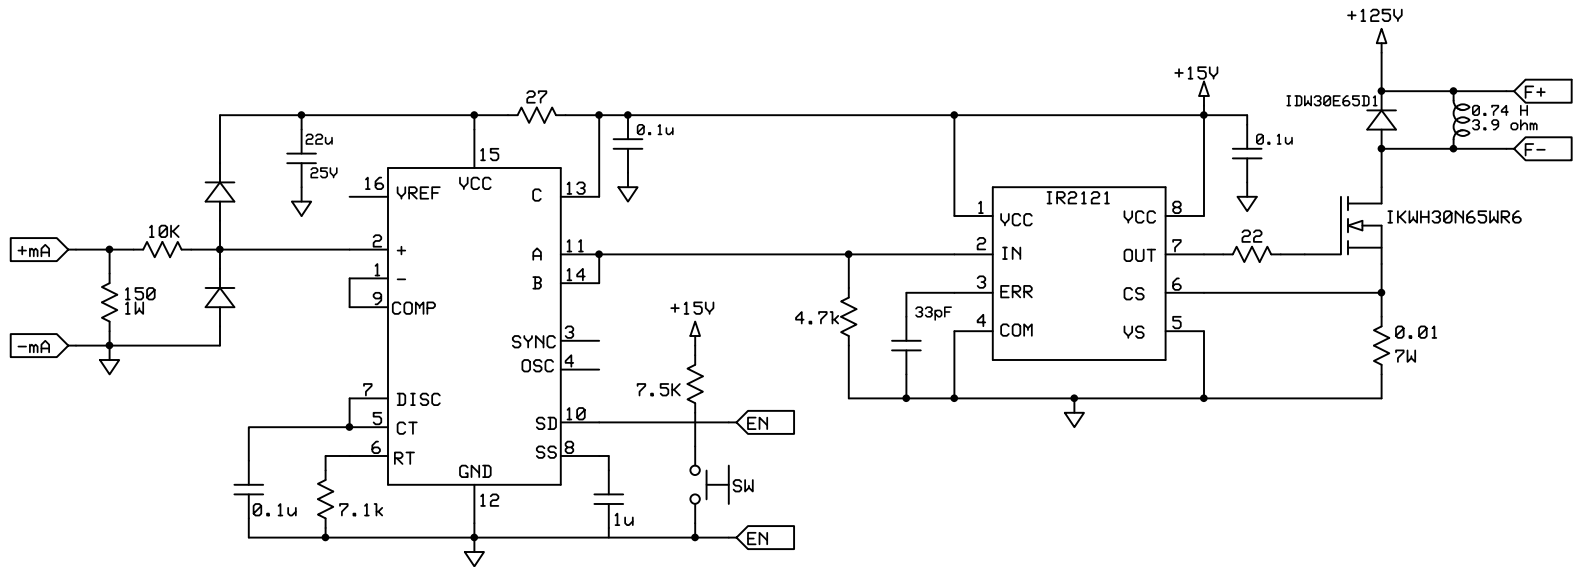 +125V
+15V
IDW30E65D1
F+
0.74 H
3.9 ohm
F-
27
22u
25V
0.1u
0.1u
15
VCC
16
VREF
C
13
IR2121
1
VCC
VCC
8
IKWH30N65WR6
+mA
10K
2
+
A
11
2
IN
OUT
7
22
1
-
B
14
3
ERR
CS
6
150
1W
9
COMP
33pF
+15V
4.7k
4
COM
VS
5
0.01
7W
-mA
SYNC
3
OSC
4
7.5K
7
DISC
5
CT
SD
10
EN
6
RT
SS
8
GND
12
SW
0.1u
7.1k
1u
EN